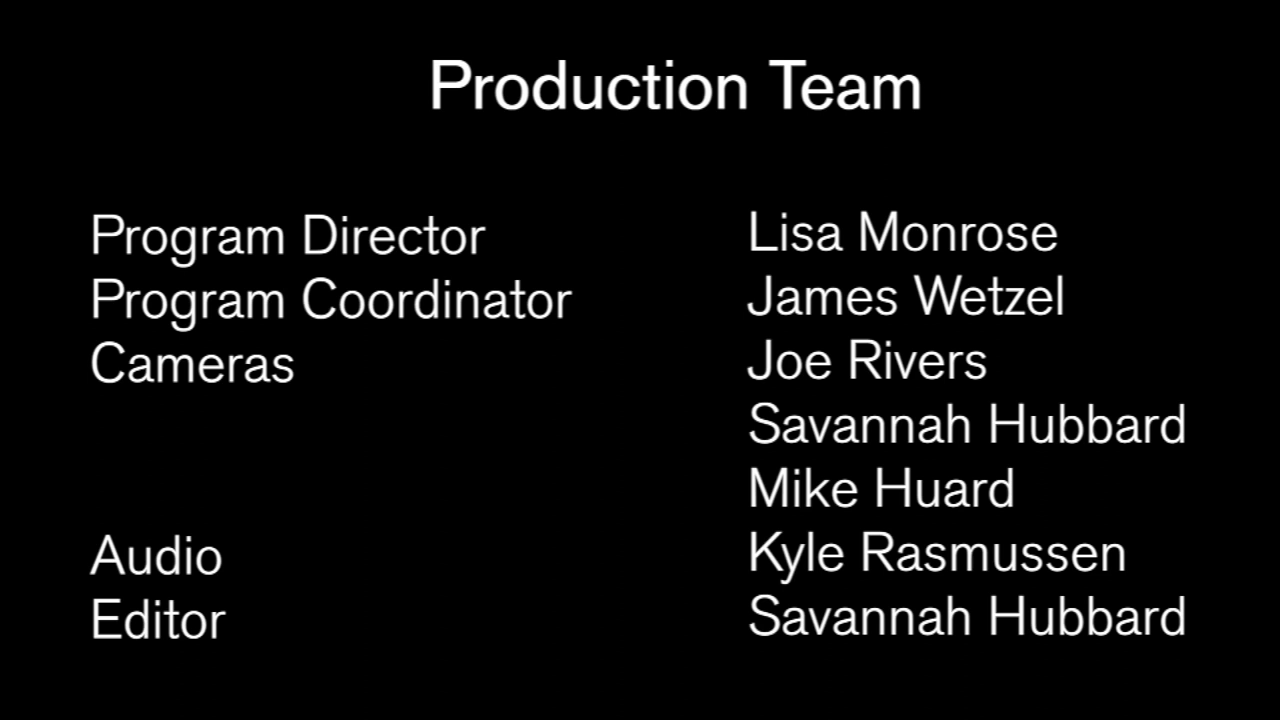 Production Team
Program Director Lisa Monrose
Program Coordinator James Wetzel
Cameras Joe Rivers
Savannah Hubbard
Mike Huard
Audio Kyle Rasmussen
Editor Savannah Hubbard